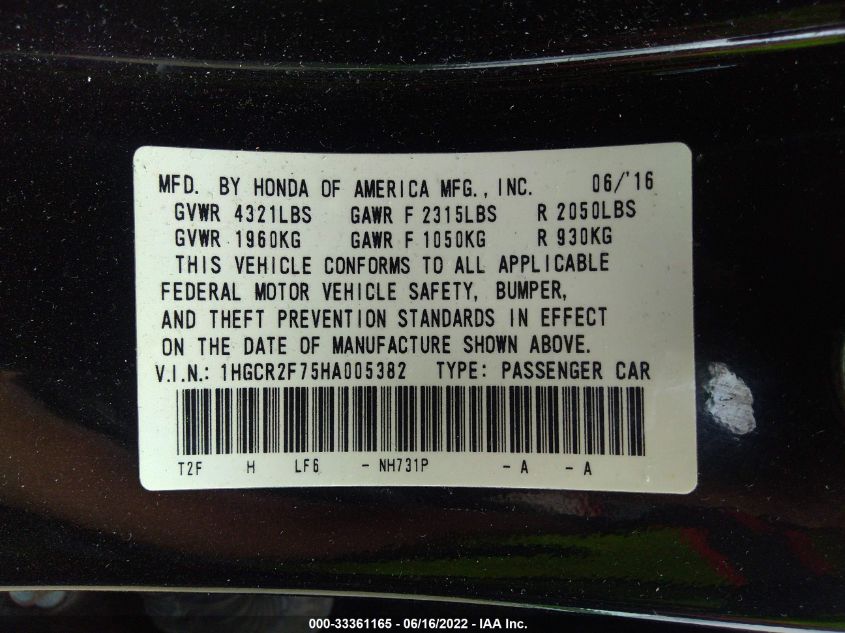 MFD. BY HONDA OF AMERICA MFG., INC. 06/'16
GVWR 4321LBS GAWR F 2315LBS R 2050LBS
GVWR 1960KG GAWR F 1050KG R 930KG
THIS VEHICLE CONFORMS TO ALL APPLICABLE
FEDERAL MOTOR VEHICLE SAFETY, BUMPER,
AND THEFT PREVENTION STANDARDS IN EFFECT
ON THE DATE OF MANUFACTURE SHOWN ABOVE.
V.I.N.: 1HGCR2F75HA005382 TYPE: PASSENGER CAR
T2F H LF6 - NH731P - A - A
000-33361165 - 06/16/2022 - IAA Inc.